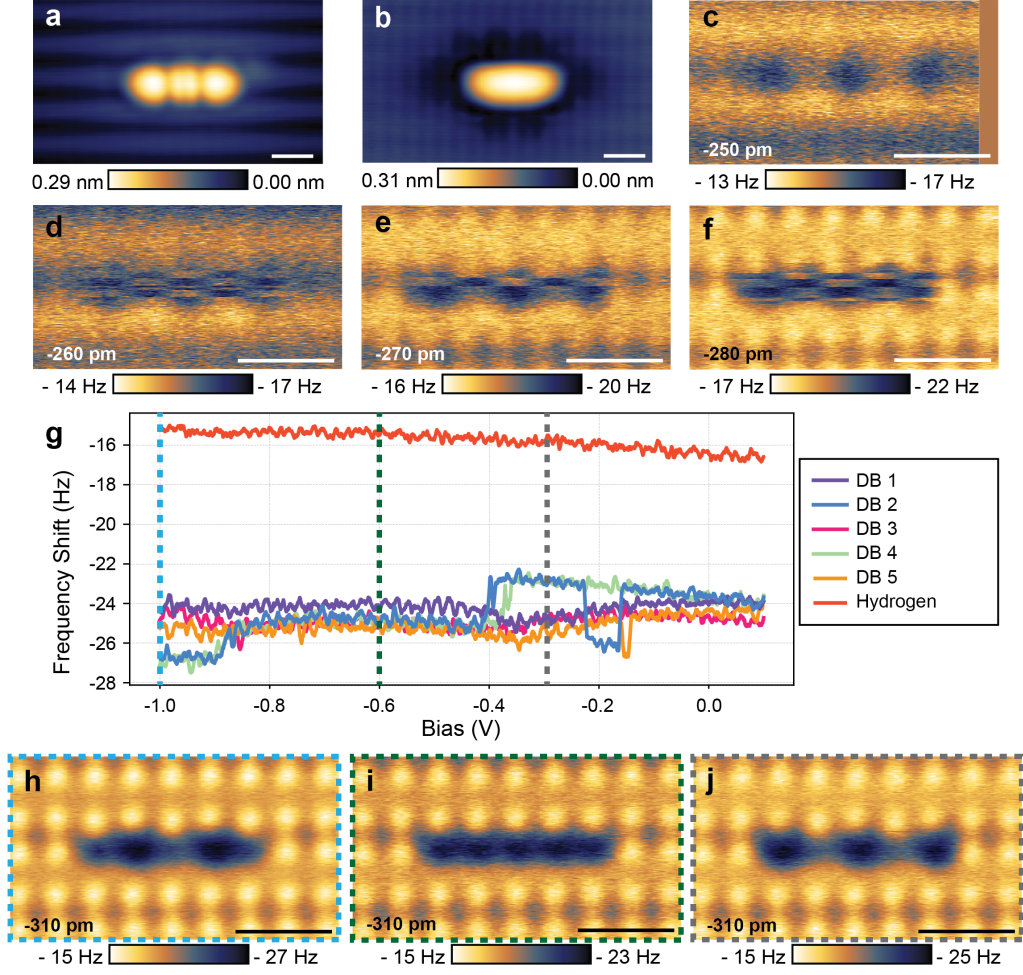 a
0.29 nm 0.00 nm
b
0.31 nm 0.00 nm
c
-250 pm
- 13 Hz - 17 Hz
d
-260 pm
- 14 Hz - 17 Hz
e
-270 pm
- 16 Hz - 20 Hz
f
-280 pm
- 17 Hz - 22 Hz
g
Frequency Shift (Hz)
-16
-18
-20
-22
-24
-26
-28
-1.0 -0.8 -0.6 -0.4 -0.2 0.0
Bias (V)
DB 1
DB 2
DB 3
DB 4
DB 5
Hydrogen
h
-310 pm
- 15 Hz - 27 Hz
i
-310 pm
- 15 Hz - 23 Hz
j
-310 pm
- 15 Hz - 25 Hz